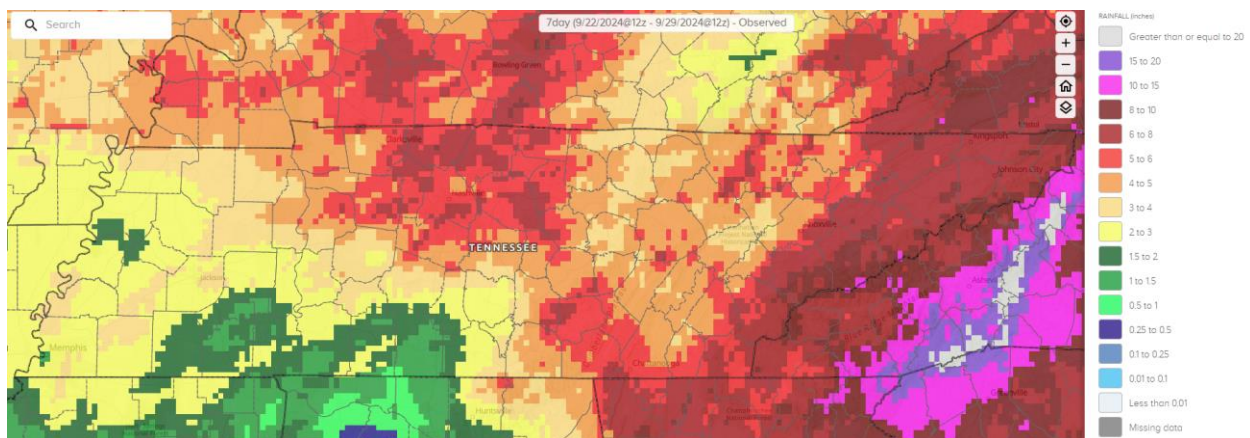 Search
7day (9/22/2024@12z - 9/29/2024@12z) - Observed
RAINFALL (inches)
Greater than or equal to 20
15 to 20
10 to 15
8 to 10
6 to 8
5 to 6
4 to 5
3 to 4
2 to 3
1.5 to 2
1 to 1.5
0.5 to 1
0.25 to 0.5
0.1 to 0.25
0.01 to 0.1
Less than 0.01
Missing data
Bowling Green
Clarksville
Kingsport
Johnson City
Nashville
Knoxville
TENNESSEE
Jackson
Asheville
Memphis
Huntsville